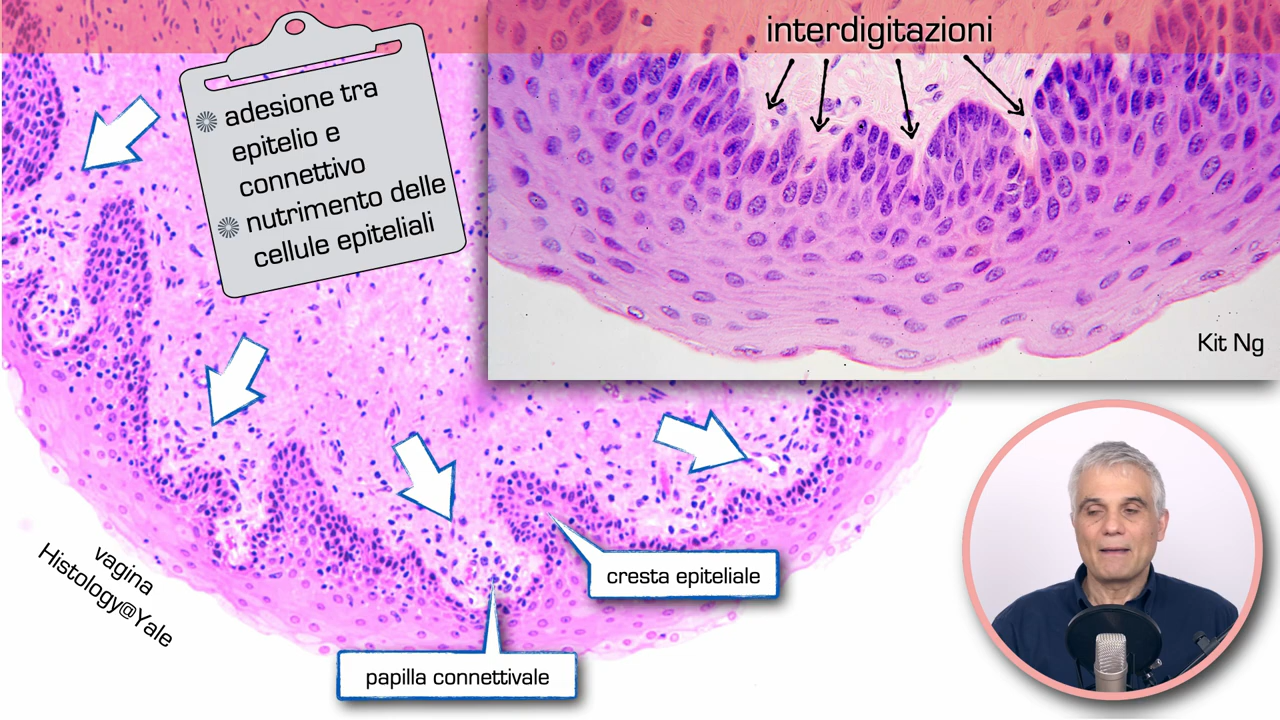 interdigitazioni
adesione tra
epitelio e
connettivo
nutrimento delle
cellule epiteliali
Kit Ng
vagina
Histology@Yale
cresta epiteliale
papilla connettivale